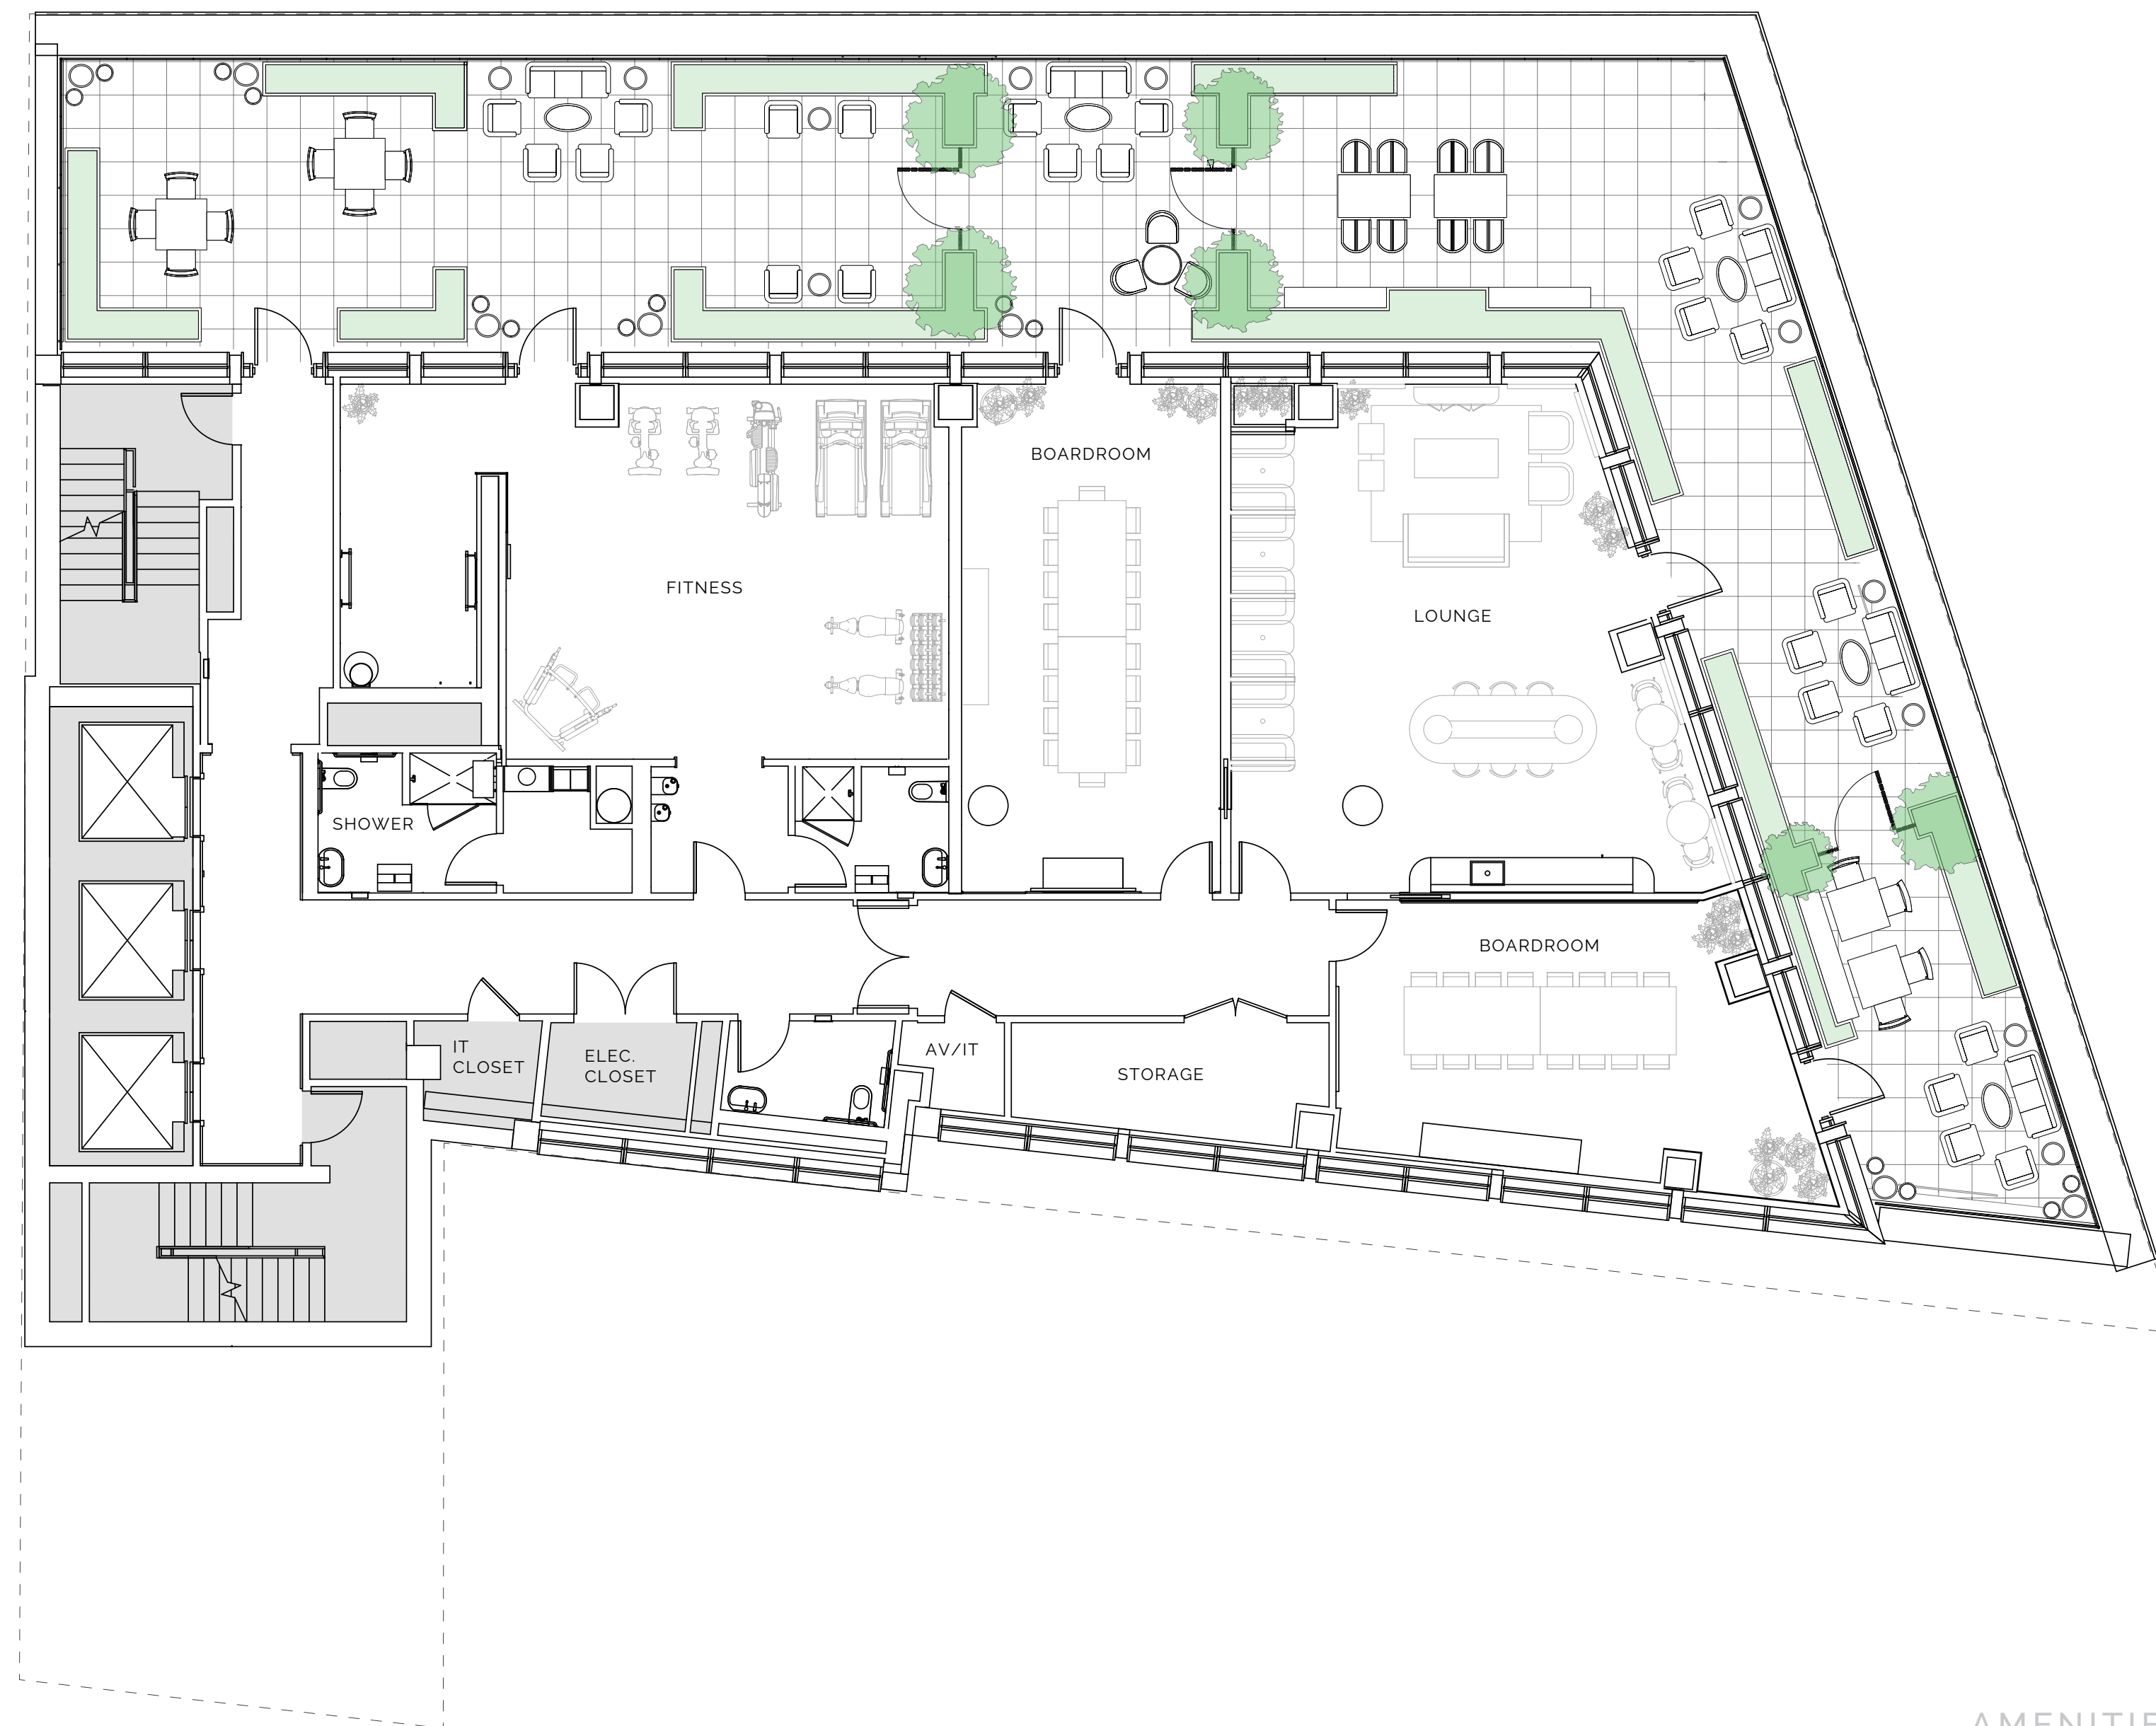 BOARDROOM
FITNESS
LOUNGE
SHOWER
BOARDROOM
IT
CLOSET
ELEC.
CLOSET
AV/IT
STORAGE